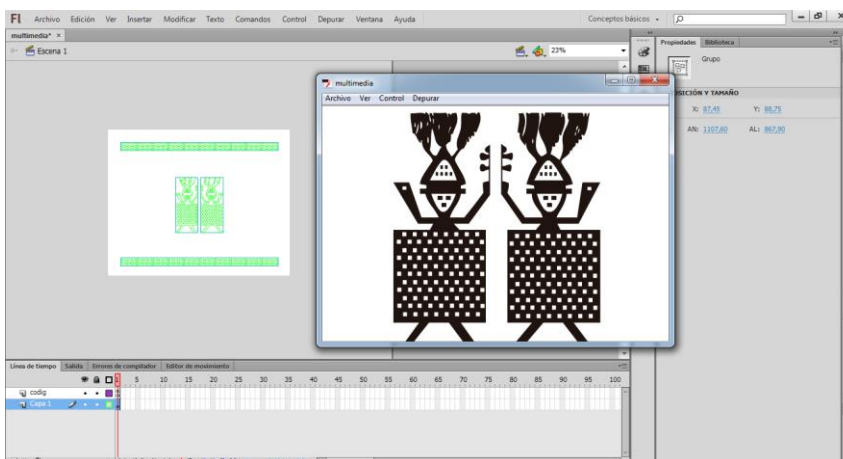 Fl Archivo Edición Ver Insertar Modificar Texto Comandos Control Depurar Ventana Ayuda Conceptos básicos
multimedia* ×
Escena 1 23%
Propiedades Biblioteca
Grupo
POSICIÓN Y TAMAÑO
X: 87,45 Y: 88,75
AN: 1107,60 AL: 867,90
multimedia
Archivo Ver Control Depurar
Línea de tiempo Salida Errores de compilador Editor de movimiento
1 5 10 15 20 25 30 35 40 45 50 55 60 65 70 75 80 85 90 95 100
codig
Capa 1